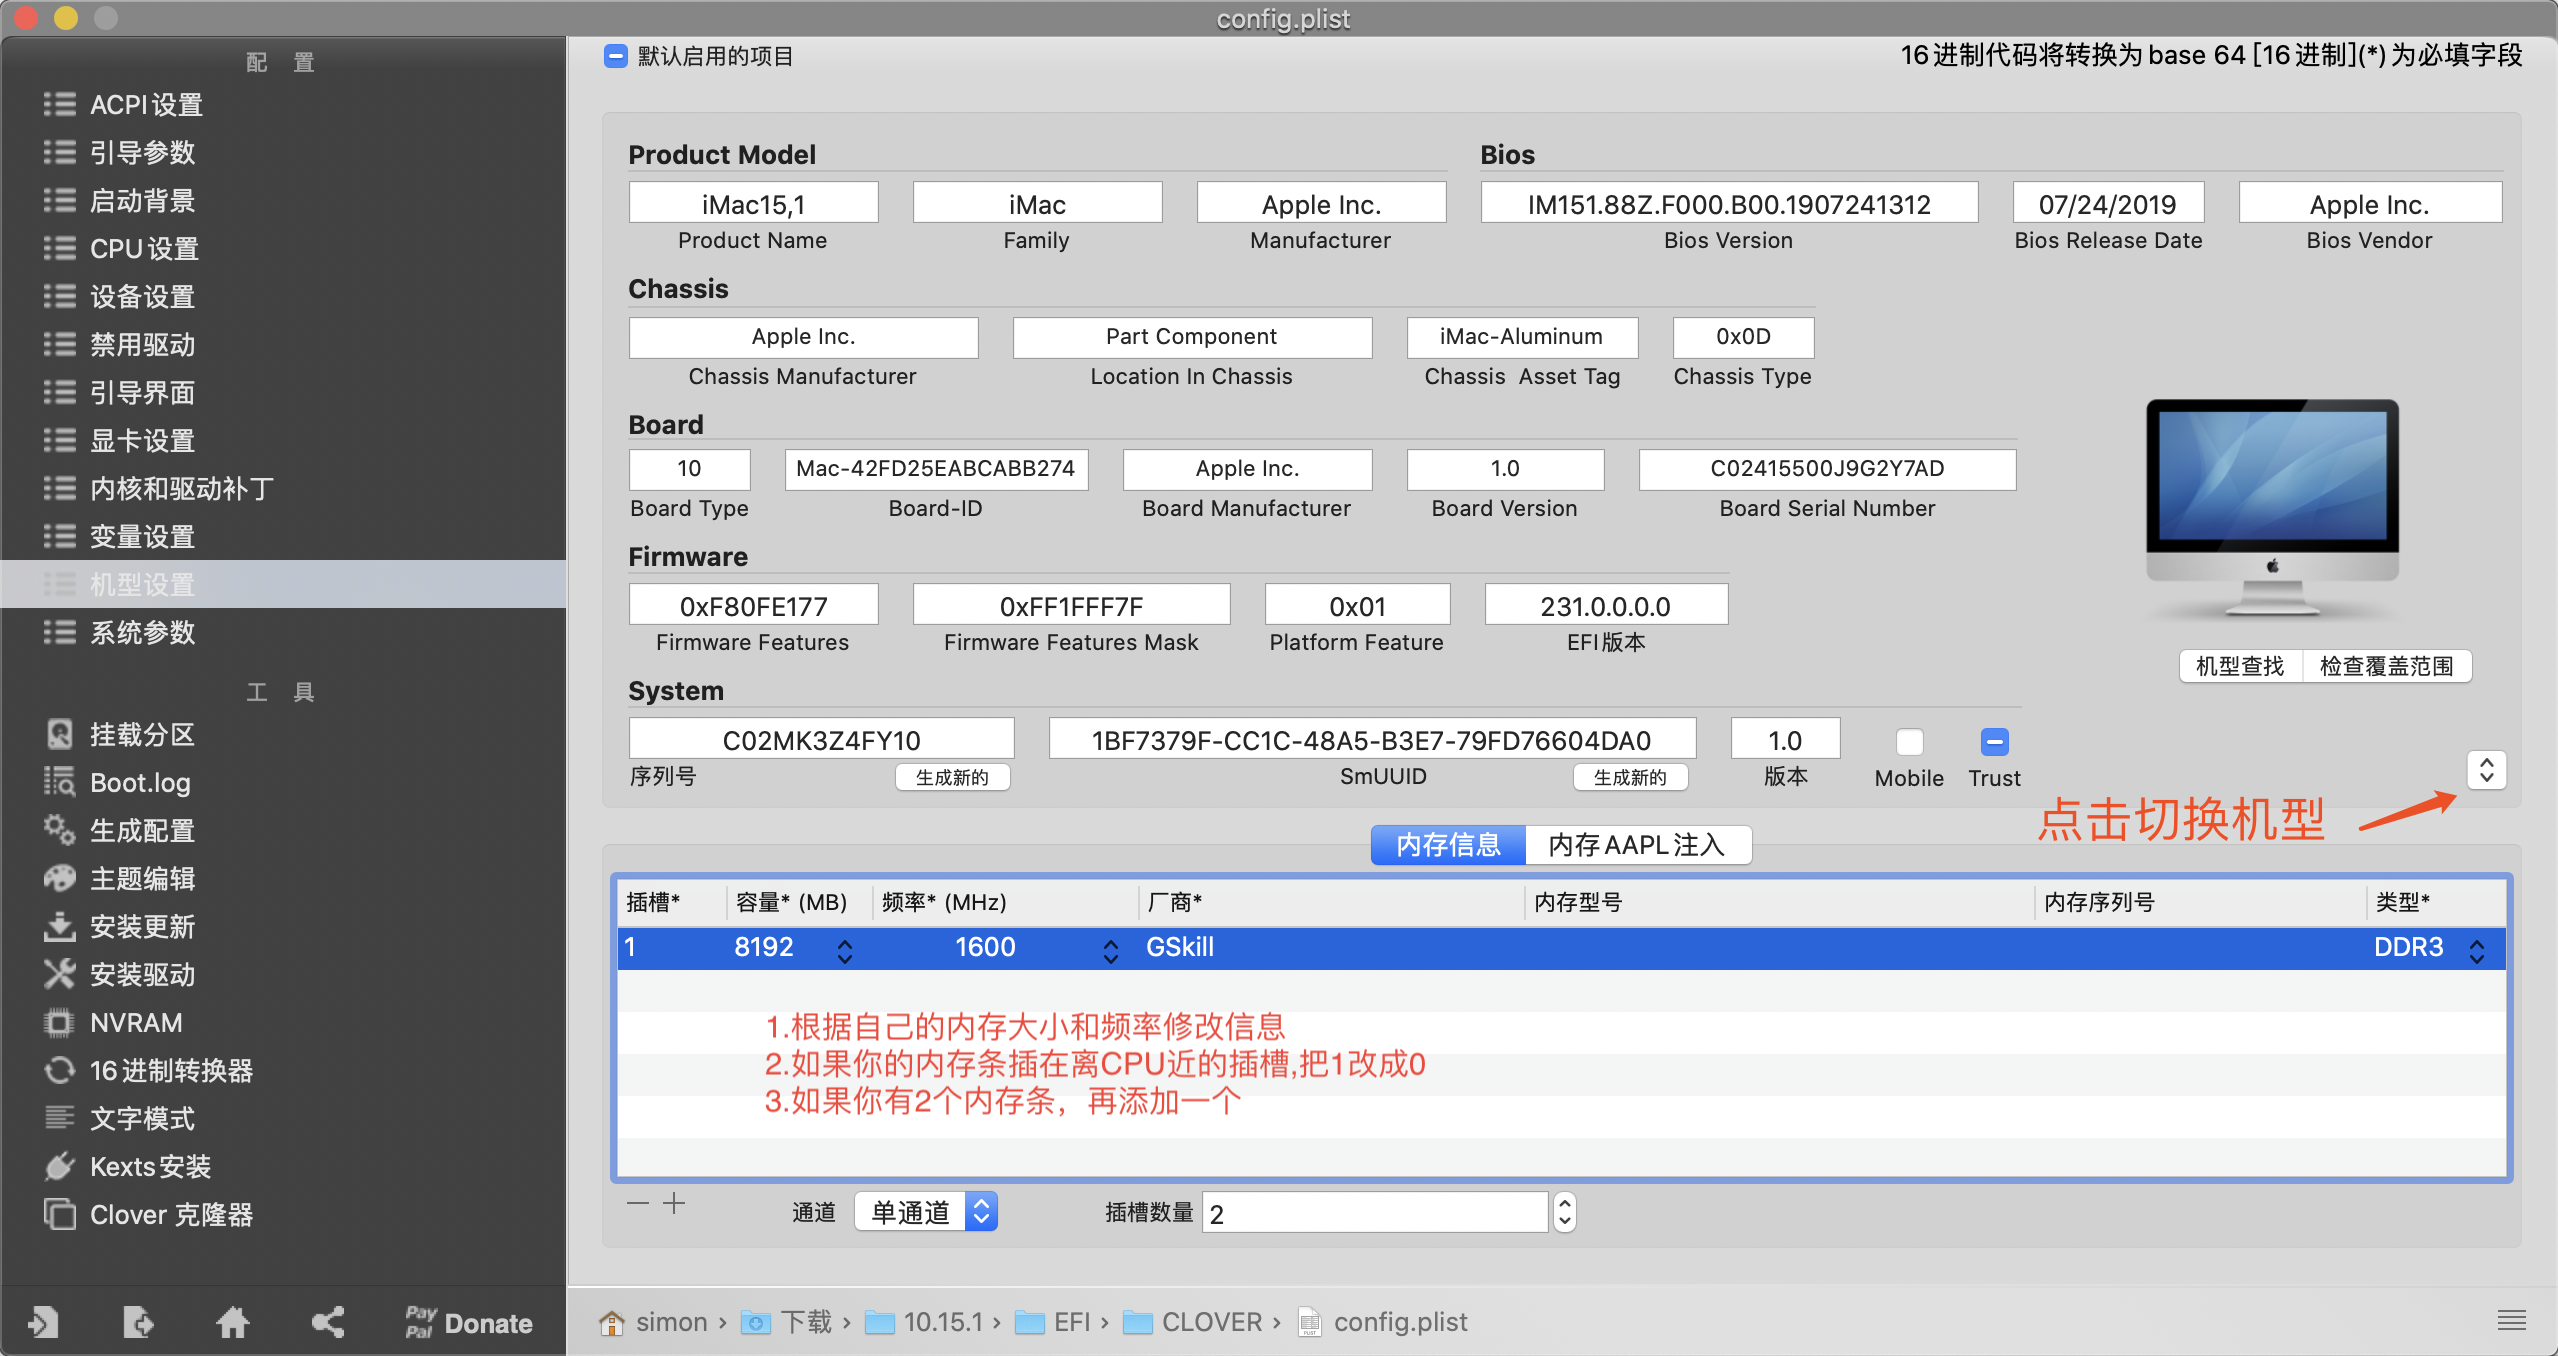 config.plist
配 置
ACPI设置
引导参数
启动背景
CPU设置
设备设置
禁用驱动
引导界面
显卡设置
内核和驱动补丁
变量设置
机型设置
系统参数
工 具
挂载分区
Boot.log
生成配置
主题编辑
安装更新
安装驱动
NVRAM
16进制转换器
文字模式
Kexts安装
Clover 克隆器
Pay Pal Donate
默认启用的项目
16进制代码将转换为base 64 [16进制](*)为必填字段
Product Model
Bios
iMac15,1 iMac Apple Inc. IM151.88Z.F000.B00.1907241312 07/24/2019 Apple Inc.
Product Name Family Manufacturer Bios Version Bios Release Date Bios Vendor
Chassis
Apple Inc. Part Component iMac-Aluminum 0x0D
Chassis Manufacturer Location In Chassis Chassis Asset Tag Chassis Type
Board
10 Mac-42FD25EABCABB274 Apple Inc. 1.0 C02415500J9G2Y7AD
Board Type Board-ID Board Manufacturer Board Version Board Serial Number
Firmware
0xF80FE177 0xFF1FFF7F 0x01 231.0.0.0.0
Firmware Features Firmware Features Mask Platform Feature EFI版本
机型查找 检查覆盖范围
System
C02MK3Z4FY10 1BF7379F-CC1C-48A5-B3E7-79FD76604DA0 1.0
序列号 生成新的 SmUUID 生成新的 版本 Mobile Trust
点击切换机型
内存信息 内存AAPL注入
插槽* 容量* (MB) 频率* (MHz) 厂商* 内存型号 内存序列号 类型*
1 8192 1600 GSkill DDR3
1.根据自己的内存大小和频率修改信息
2.如果你的内存条插在离CPU近的插槽,把1改成0
3.如果你有2个内存条，再添加一个
通道 单通道 插槽数量 2
simon › 下载 › 10.15.1 › EFI › CLOVER › config.plist